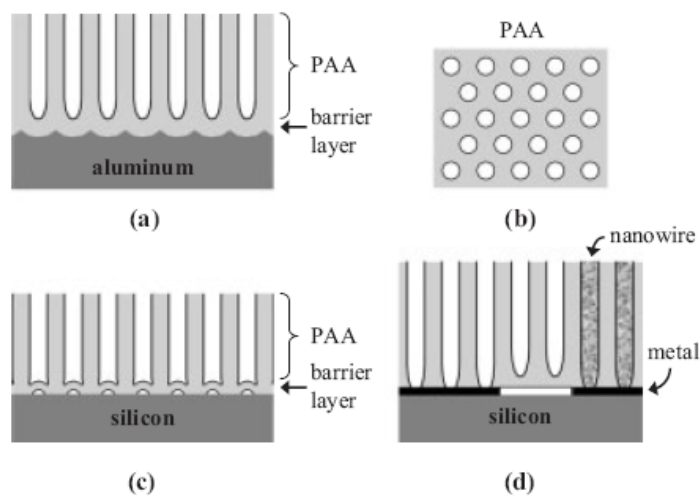 PAA
barrier
layer
aluminum
(a)
PAA
(b)
PAA
barrier
layer
silicon
(c)
nanowire
metal
silicon
(d)